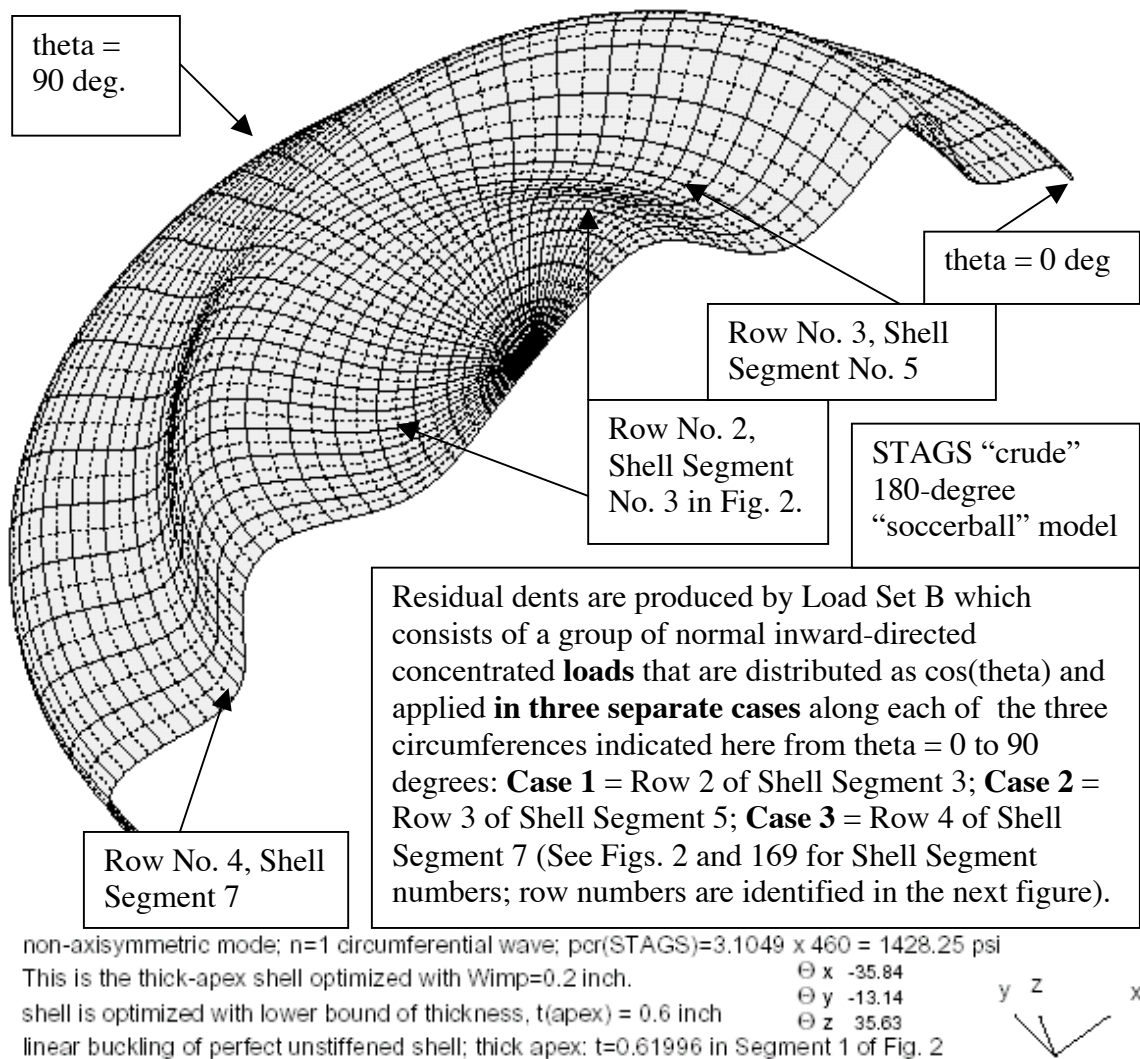 theta =
90 deg.
theta = 0 deg
Row No. 3, Shell
Segment No. 5
Row No. 2,
Shell Segment
No. 3 in Fig. 2.
STAGS “crude”
180-degree
“soccerball” model
Residual dents are produced by Load Set B which
consists of a group of normal inward-directed
concentrated loads that are distributed as cos(theta) and
applied in three separate cases along each of the three
circumferences indicated here from theta = 0 to 90
degrees: Case 1 = Row 2 of Shell Segment 3; Case 2 =
Row 3 of Shell Segment 5; Case 3 = Row 4 of Shell
Segment 7 (See Figs. 2 and 169 for Shell Segment
numbers; row numbers are identified in the next figure).
Row No. 4, Shell
Segment 7
non-axisymmetric mode; n=1 circumferential wave; pcr(STAGS)=3.1049 x 460 = 1428.25 psi
This is the thick-apex shell optimized with Wimp=0.2 inch.
shell is optimized with lower bound of thickness, t(apex) = 0.6 inch
linear buckling of perfect unstiffened shell; thick apex: t=0.61996 in Segment 1 of Fig. 2
Θ x -35.84
Θ y -13.14
Θ z 35.63
y z x